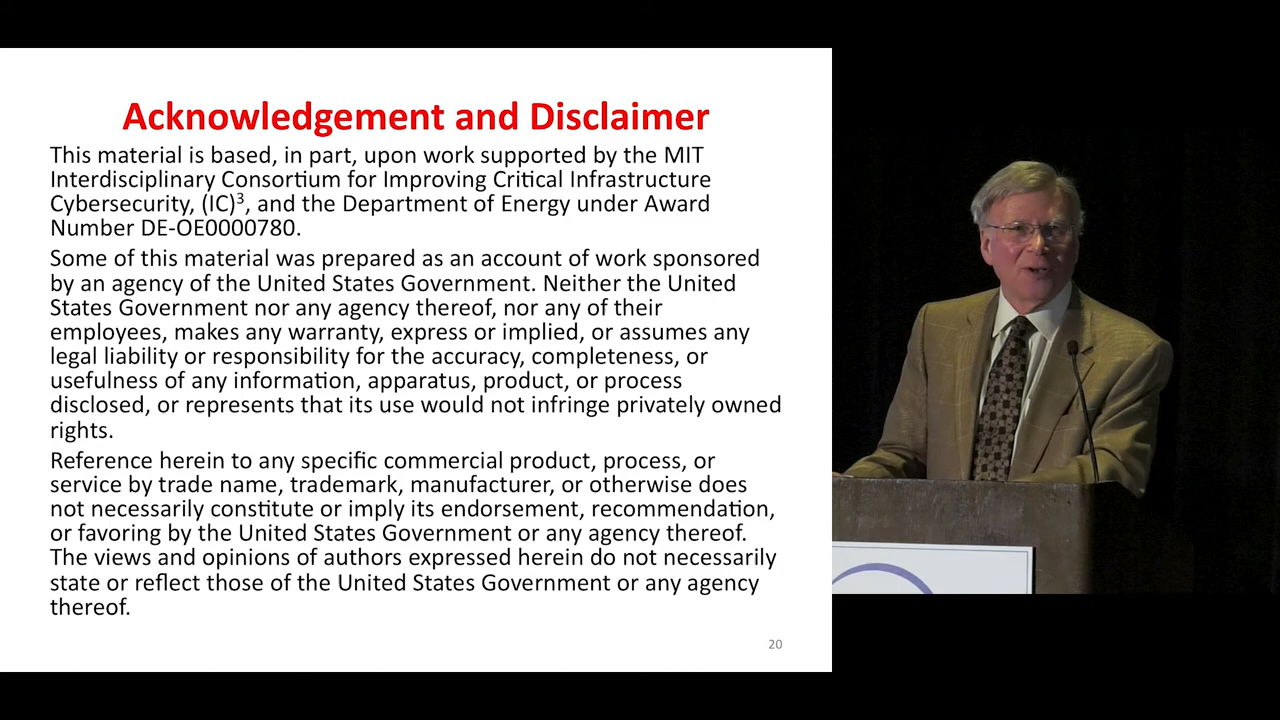 Acknowledgement and Disclaimer
This material is based, in part, upon work supported by the MIT
Interdisciplinary Consortium for Improving Critical Infrastructure
Cybersecurity, (IC)³, and the Department of Energy under Award
Number DE-OE0000780.
Some of this material was prepared as an account of work sponsored
by an agency of the United States Government. Neither the United
States Government nor any agency thereof, nor any of their
employees, makes any warranty, express or implied, or assumes any
legal liability or responsibility for the accuracy, completeness, or
usefulness of any information, apparatus, product, or process
disclosed, or represents that its use would not infringe privately owned
rights.
Reference herein to any specific commercial product, process, or
service by trade name, trademark, manufacturer, or otherwise does
not necessarily constitute or imply its endorsement, recommendation,
or favoring by the United States Government or any agency thereof.
The views and opinions of authors expressed herein do not necessarily
state or reflect those of the United States Government or any agency
thereof.
20